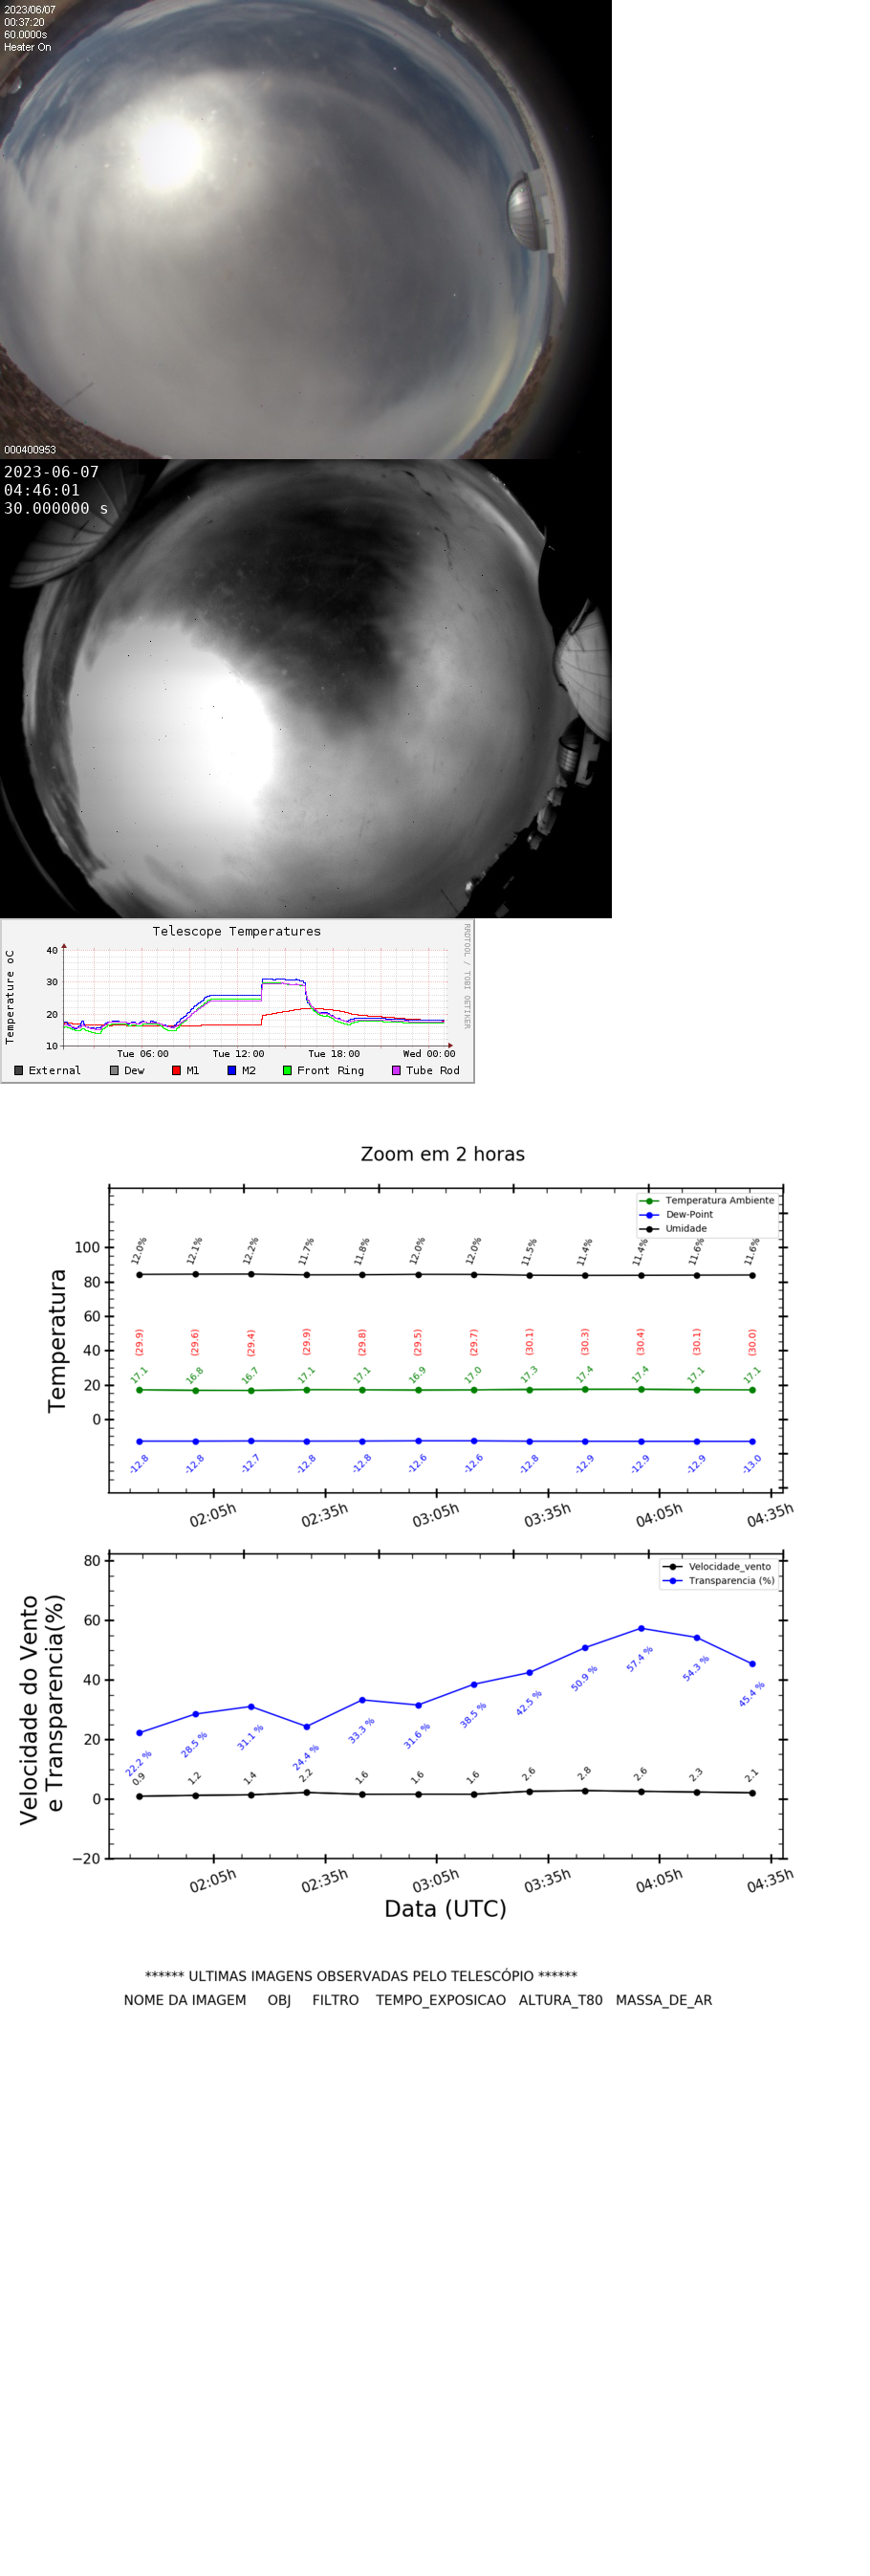 2023/06/07
00:37:20
60.0000s
Heater On
000400953
2023-06-07
04:46:01
30.000000 s
Telescope Temperatures
RRDTOOL / TOBI OETIKER
Temperature oC
40
30
20
10
Tue 06:00 Tue 12:00 Tue 18:00 Wed 00:00
External Dew M1 M2 Front Ring Tube Rod
Zoom em 2 horas
Temperatura Ambiente
Dew-Point
Umidade
Temperatura
100
80
60
40
20
0
12.0% 12.1% 12.2% 11.7% 11.8% 12.0% 12.0% 11.5% 11.4% 11.4% 11.6% 11.6%
(29.9) (29.6) (29.4) (29.9) (29.8) (29.5) (29.7) (30.1) (30.3) (30.4) (30.1) (30.0)
17.1 16.8 16.7 17.1 17.1 16.9 17.0 17.3 17.4 17.4 17.1 17.1
-12.8 -12.8 -12.7 -12.8 -12.8 -12.6 -12.6 -12.8 -12.9 -12.9 -12.9 -13.0
02:05h 02:35h 03:05h 03:35h 04:05h 04:35h
Velocidade_vento
Transparencia (%)
Velocidade do Vento
e Transparencia(%)
80
60
40
20
0
−20
22.2 % 28.5 % 31.1 % 24.4 % 33.3 % 31.6 % 38.5 % 42.5 % 50.9 % 57.4 % 54.3 % 45.4 %
0.9 1.2 1.4 2.2 1.6 1.6 1.6 2.6 2.8 2.6 2.3 2.1
02:05h 02:35h 03:05h 03:35h 04:05h 04:35h
Data (UTC)
****** ULTIMAS IMAGENS OBSERVADAS PELO TELESCÓPIO ******
NOME DA IMAGEM OBJ FILTRO TEMPO_EXPOSICAO ALTURA_T80 MASSA_DE_AR